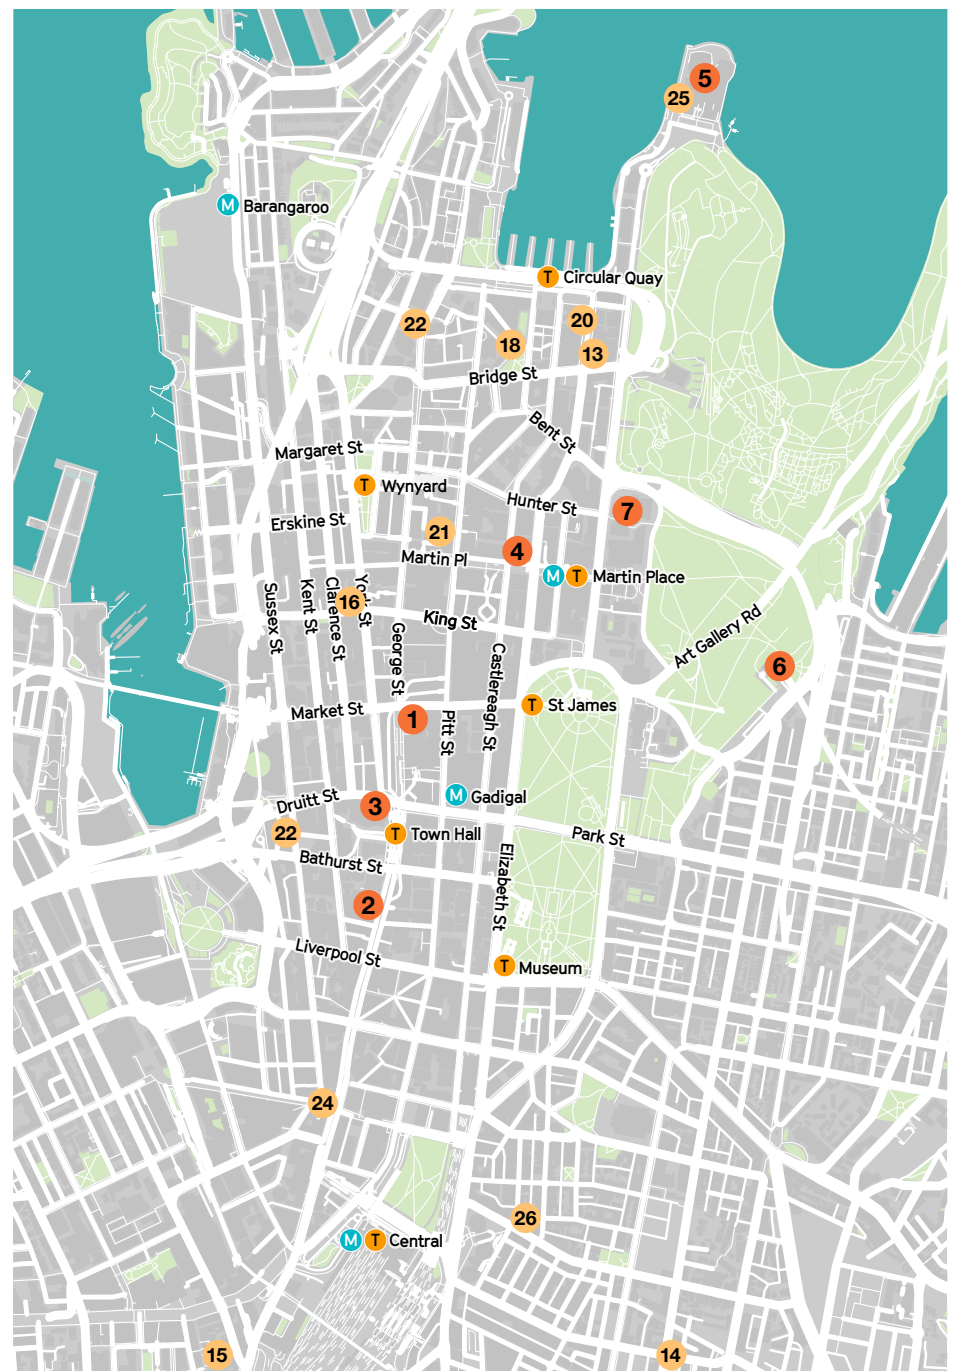 5
25
M Barangaroo
T Circular Quay
22
20
18
13
Bridge St
Bent St
Margaret St
T Wynyard
Hunter St
7
Erskine St
21
Martin Pl
4
M T Martin Place
Sussex St
Kent St
Clarence St
York St
16
King St
George St
Castlereagh St
Art Gallery Rd
6
Market St
1
Pitt St
T St James
M Gadigal
Druitt St
3
22
T Town Hall
Park St
Bathurst St
Elizabeth St
2
Liverpool St
T Museum
24
26
M T Central
15
14